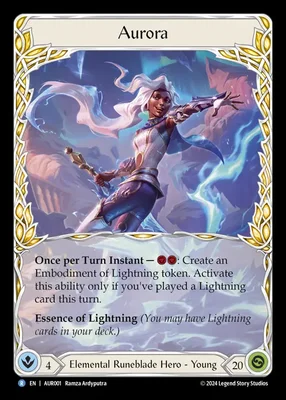 Aurora
Once per Turn Instant — : Create an
Embodiment of Lightning token. Activate
this ability only if you've played a Lightning
card this turn.
Essence of Lightning (You may have Lightning
cards in your deck.)
4 Elemental Runeblade Hero - Young 20
R EN | AUR001 Ramza Ardyputra ©2024 Legend Story Studios